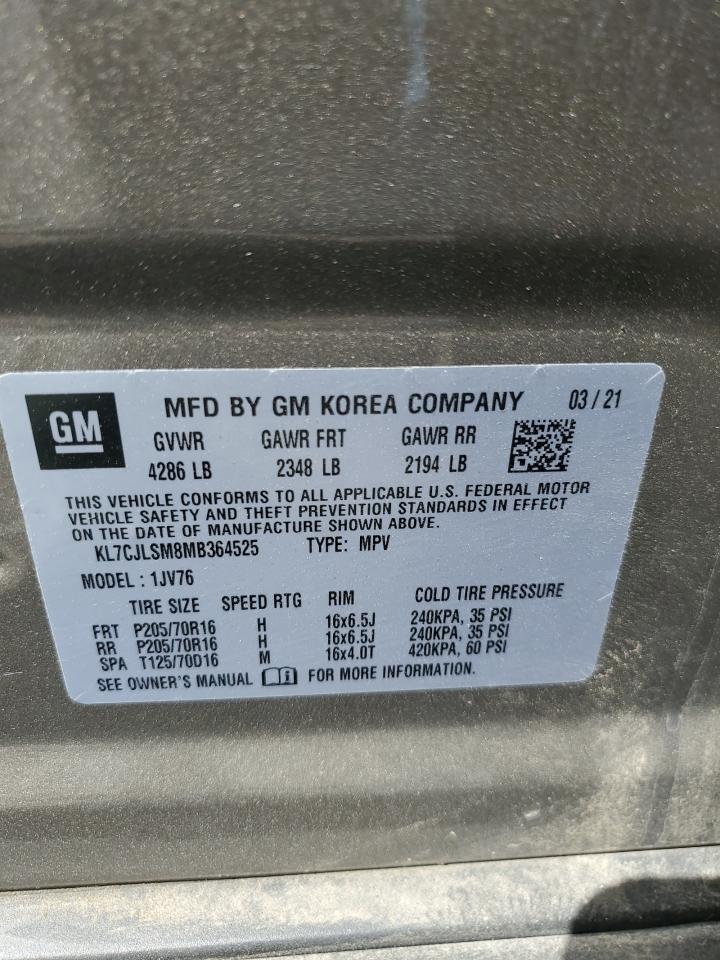 GM MFD BY GM KOREA COMPANY 03 / 21
GVWR GAWR FRT GAWR RR
4286 LB 2348 LB 2194 LB
THIS VEHICLE CONFORMS TO ALL APPLICABLE U.S. FEDERAL MOTOR
VEHICLE SAFETY AND THEFT PREVENTION STANDARDS IN EFFECT
ON THE DATE OF MANUFACTURE SHOWN ABOVE.
KL7CJLSM8MB364525 TYPE: MPV
MODEL : 1JV76
TIRE SIZE SPEED RTG RIM COLD TIRE PRESSURE
FRT P205/70R16 H 16x6.5J 240KPA, 35 PSI
RR P205/70R16 H 16x6.5J 240KPA, 35 PSI
SPA T125/70D16 M 16x4.0T 420KPA, 60 PSI
SEE OWNER'S MANUAL FOR MORE INFORMATION.